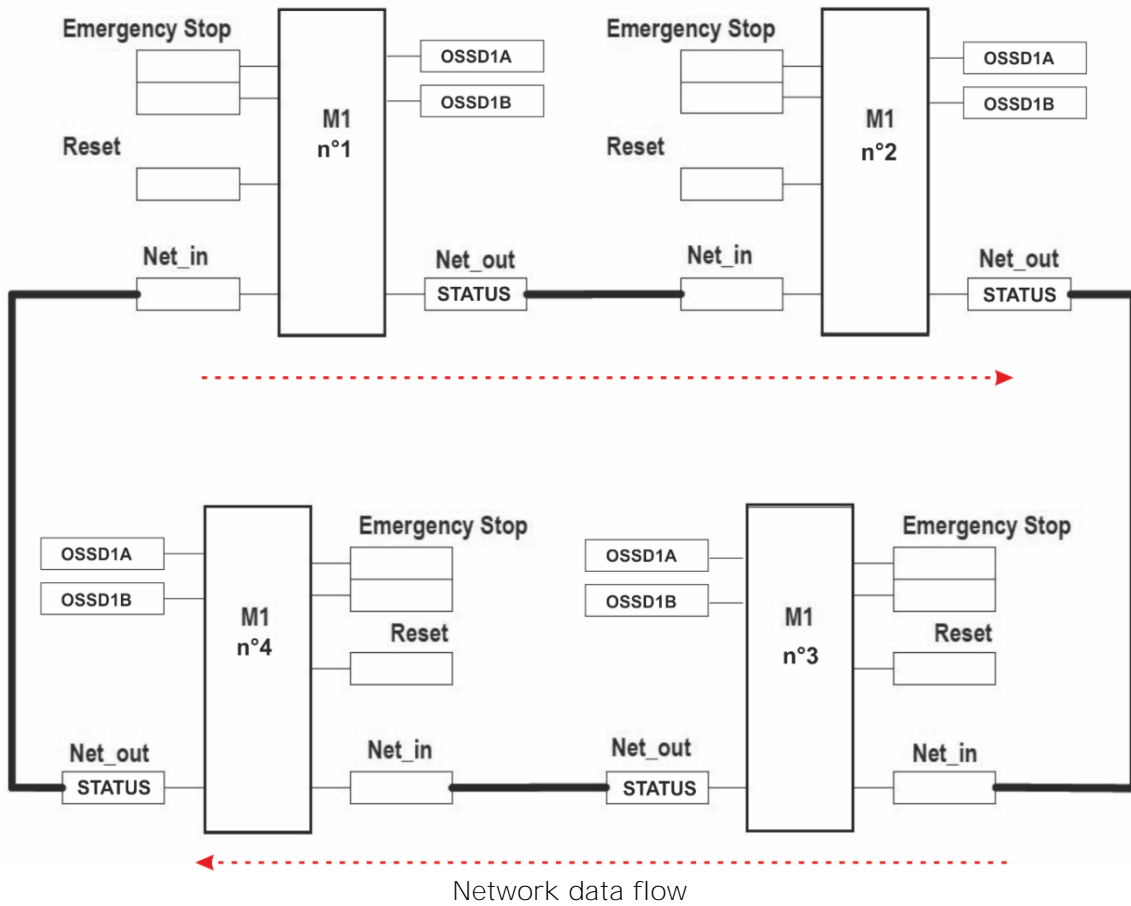 Emergency Stop
OSSD1A
OSSD1B
M1
n°1
Reset
Net_in
Net_out
STATUS
Emergency Stop
OSSD1A
OSSD1B
M1
n°2
Reset
Net_in
Net_out
STATUS
OSSD1A
OSSD1B
M1
n°4
Emergency Stop
Reset
Net_out
STATUS
Net_in
OSSD1A
OSSD1B
M1
n°3
Emergency Stop
Reset
Net_out
STATUS
Net_in
Network data flow